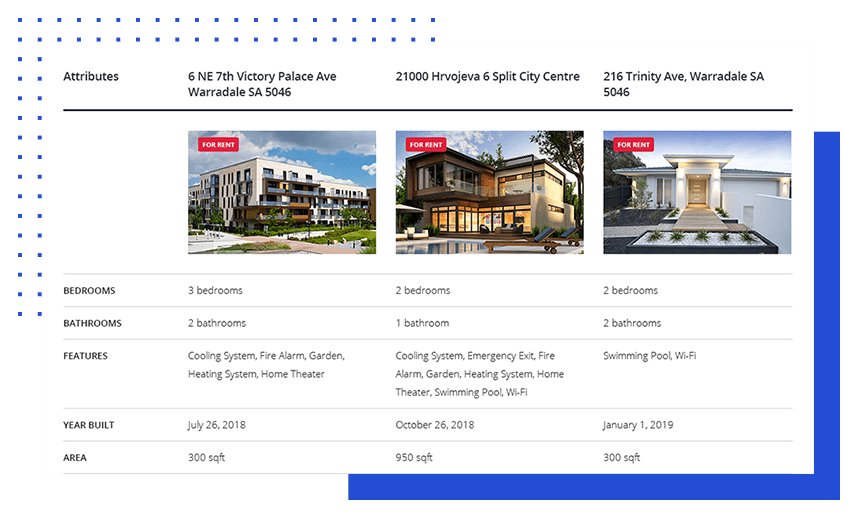 Attributes
6 NE 7th Victory Palace Ave
Warradale SA 5046
21000 Hrvojeva 6 Split City Centre
216 Trinity Ave, Warradale SA
5046
FOR RENT
FOR RENT
FOR RENT
BEDROOMS
3 bedrooms
2 bedrooms
2 bedrooms
BATHROOMS
2 bathrooms
1 bathroom
2 bathrooms
FEATURES
Cooling System, Fire Alarm, Garden,
Heating System, Home Theater
Cooling System, Emergency Exit, Fire
Alarm, Garden, Heating System, Home
Theater, Swimming Pool, Wi-Fi
Swimming Pool, Wi-Fi
YEAR BUILT
July 26, 2018
October 26, 2018
January 1, 2019
AREA
300 sqft
950 sqft
300 sqft